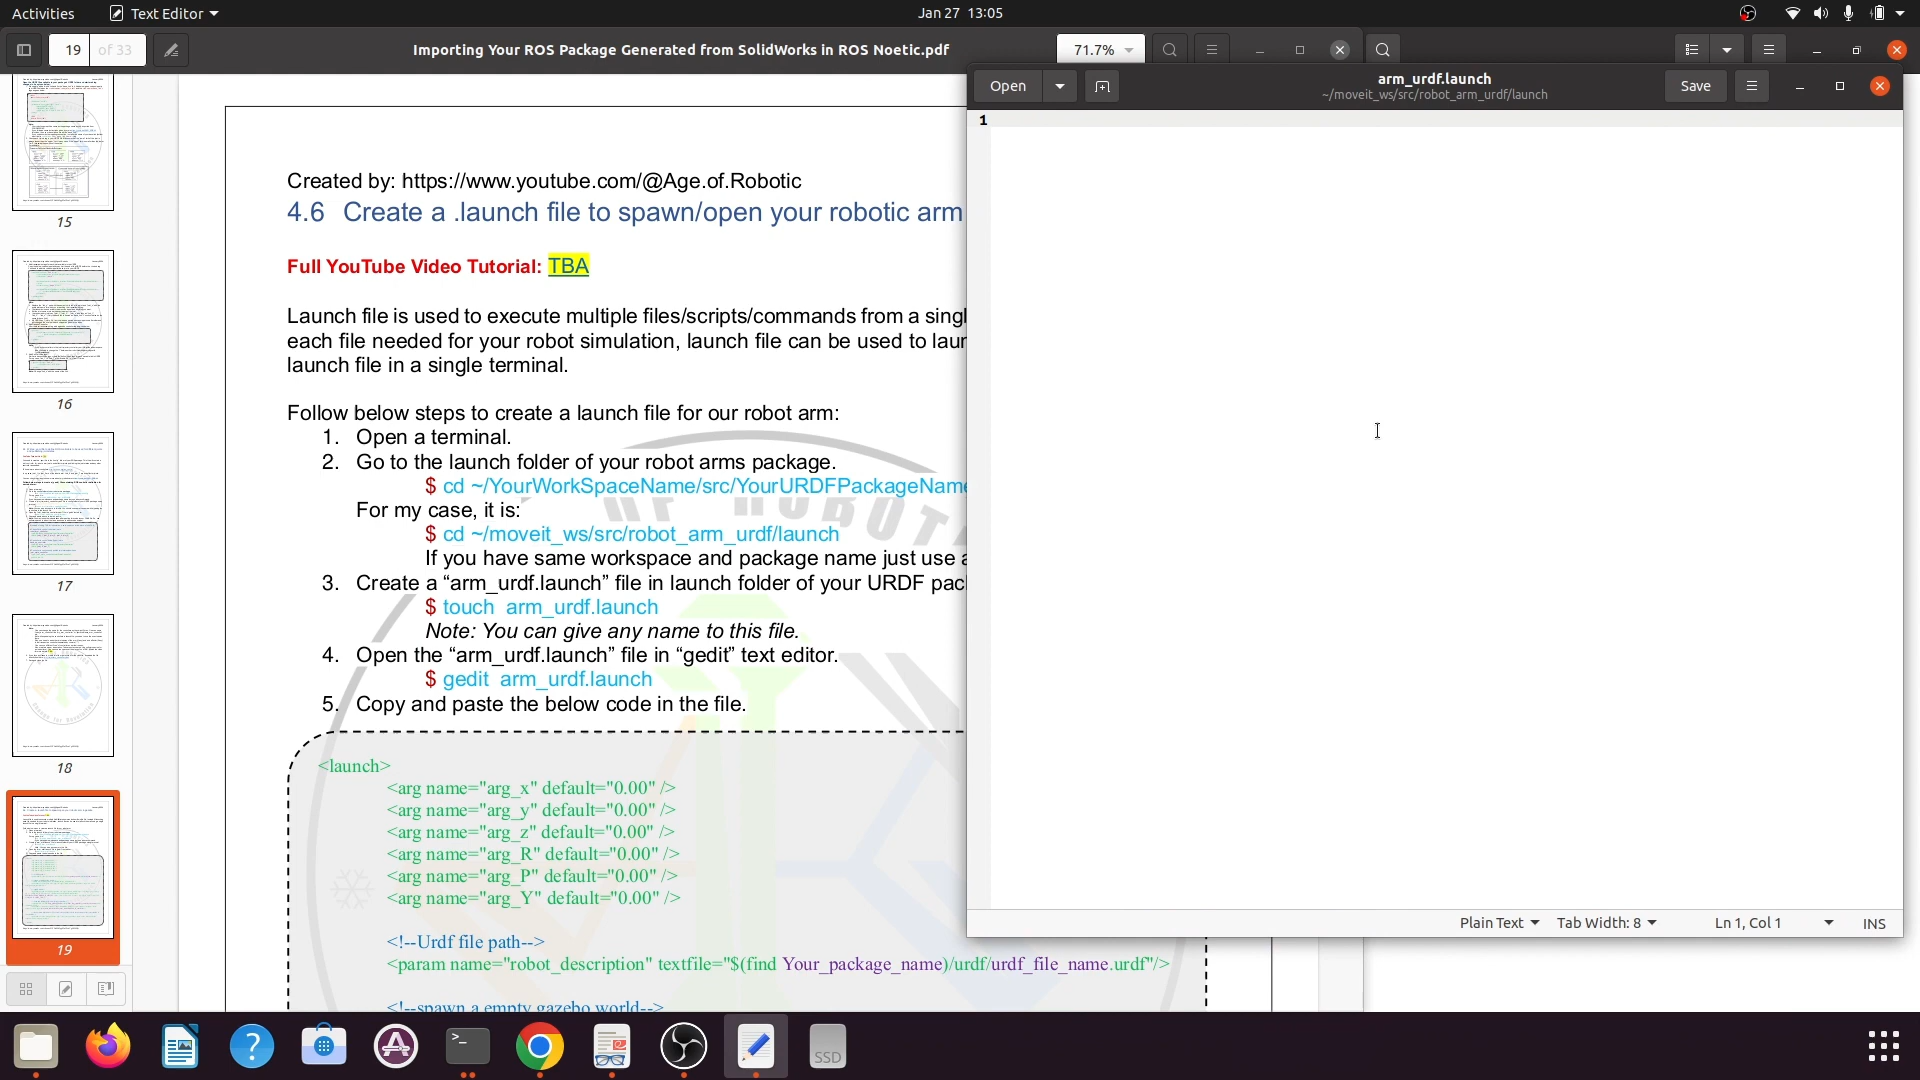 Activities
Text Editor
Jan 27 13:05
19 of 33
Importing Your ROS Package Generated from SolidWorks in ROS Noetic.pdf
71.7%
Open
arm_urdf.launch
~/moveit_ws/src/robot_arm_urdf/launch
Save
1
15
16
17
18
19
Created by: https://www.youtube.com/@Age.of.Robotic
4.6 Create a .launch file to spawn/open your robotic arm
Full YouTube Video Tutorial: TBA
Launch file is used to execute multiple files/scripts/commands from a
each file needed for your robot simulation, launch file can be used to
launch file in a single terminal.
Follow below steps to create a launch file for our robot arm:
1. Open a terminal.
2. Go to the launch folder of your robot arms package.
$ cd ~/YourWorkSpaceName/src/YourURDFPackageName
For my case, it is:
$ cd ~/moveit_ws/src/robot_arm_urdf/launch
If you have same workspace and package name just use
3. Create a “arm_urdf.launch” file in launch folder of your URDF
$ touch arm_urdf.launch
Note: You can give any name to this file.
4. Open the “arm_urdf.launch” file in “gedit” text editor.
$ gedit arm_urdf.launch
5. Copy and paste the below code in the file.
<launch>
<arg name="arg_x" default="0.00" />
<arg name="arg_y" default="0.00" />
<arg name="arg_z" default="0.00" />
<arg name="arg_R" default="0.00" />
<arg name="arg_P" default="0.00" />
<arg name="arg_Y" default="0.00" />
<!--Urdf file path-->
<param name="robot_description" textfile="$(find Your_package_name)/urdf/urdf_file_name.urdf"/>
<!--spawn a empty gazebo world-->
Plain Text
Tab Width: 8
Ln 1, Col 1
INS
SSD